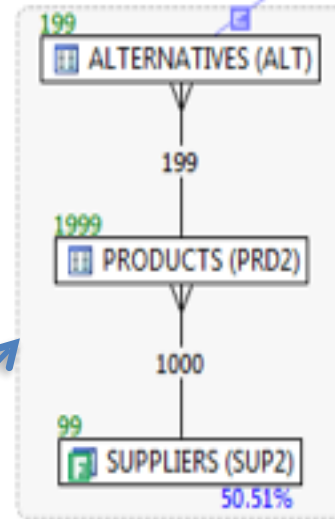 199
ALTERNATIVES (ALT)
199
1999
PRODUCTS (PRD2)
1000
99
F SUPPLIERS (SUP2)
50.51%